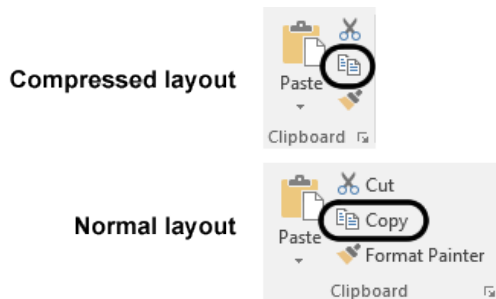 Compressed layout
Paste
Clipboard
Normal layout
Cut
Copy
Paste
Format Painter
Clipboard